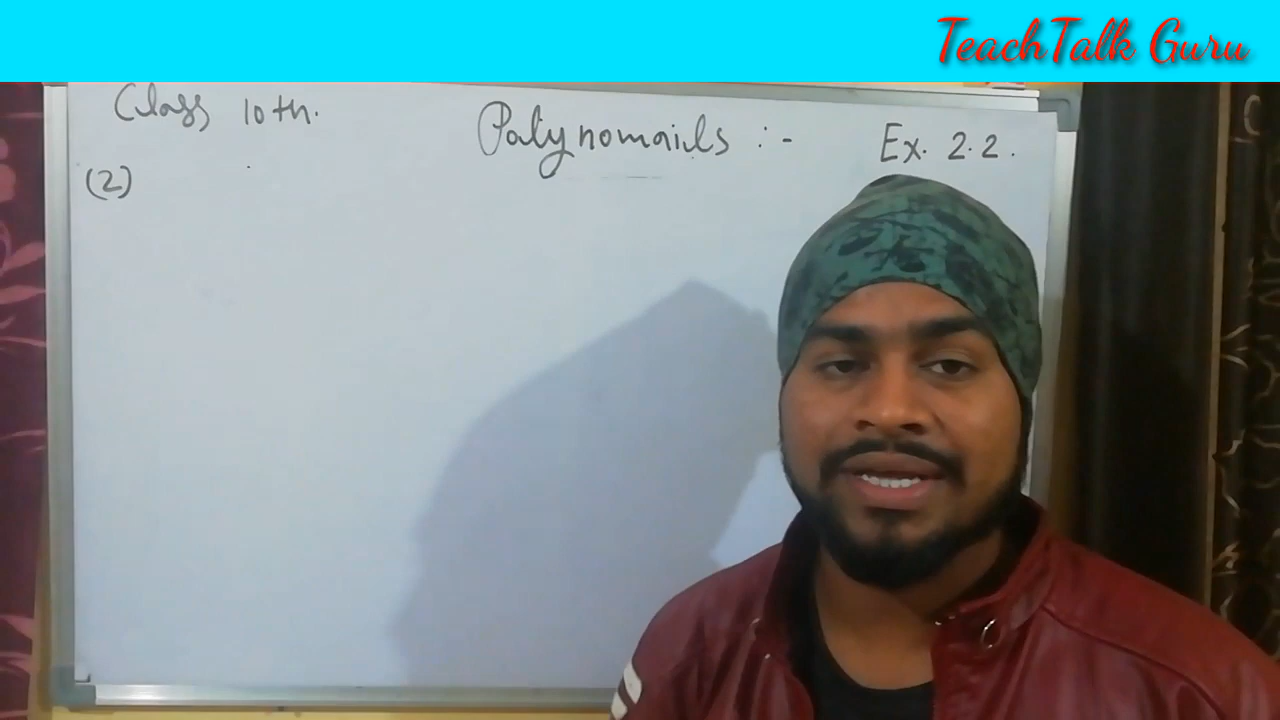 TeachTalk Guru
Class 10th.
Polynomails :- Ex. 2.2.
(2)